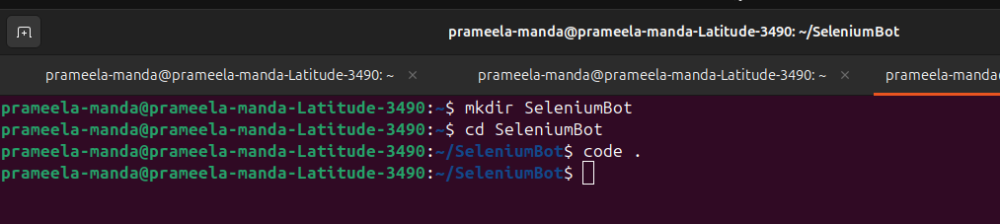 prameela-manda@prameela-manda-Latitude-3490: ~/SeleniumBot
prameela-manda@prameela-manda-Latitude-3490: ~ × prameela-manda@prameela-manda-Latitude-3490: ~ × prameela-manda
prameela-manda@prameela-manda-Latitude-3490:~$ mkdir SeleniumBot
prameela-manda@prameela-manda-Latitude-3490:~$ cd SeleniumBot
prameela-manda@prameela-manda-Latitude-3490:~/SeleniumBot$ code .
prameela-manda@prameela-manda-Latitude-3490:~/SeleniumBot$